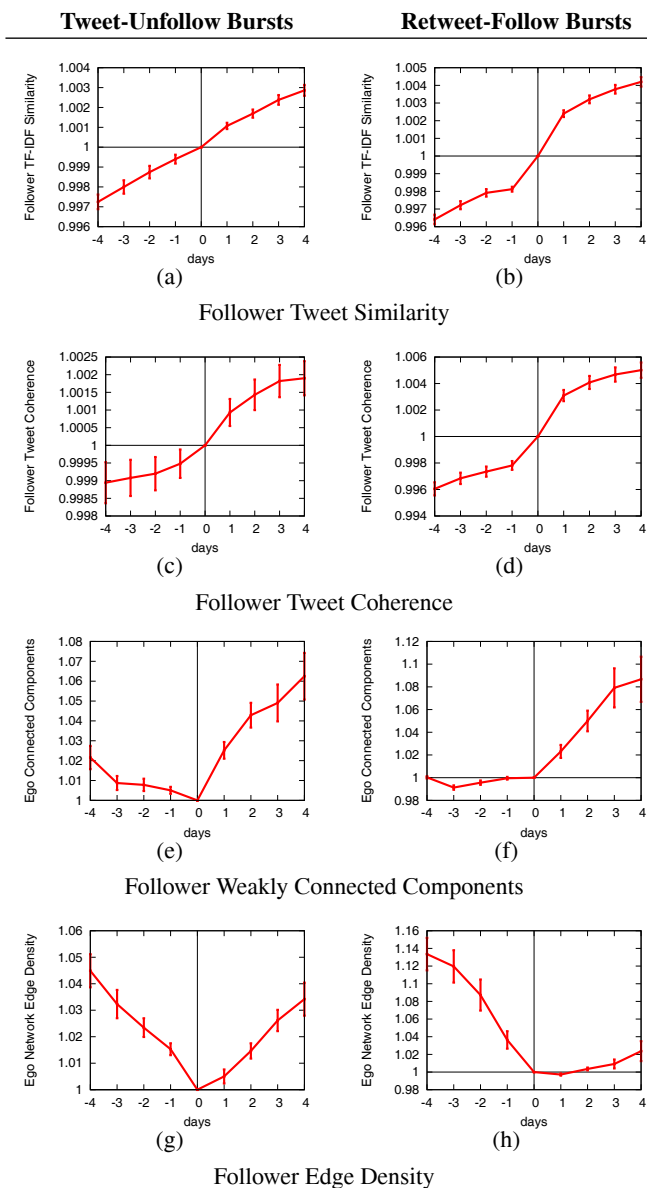 Tweet-Unfollow Bursts
Retweet-Follow Bursts
Follower TF-IDF Similarity
1.004
1.003
1.002
1.001
1
0.999
0.998
0.997
0.996
-4 -3 -2 -1 0 1 2 3 4
days
(a)
Follower TF-IDF Similarity
1.005
1.004
1.003
1.002
1.001
1
0.999
0.998
0.997
0.996
-4 -3 -2 -1 0 1 2 3 4
days
(b)
Follower Tweet Similarity
Follower Tweet Coherence
1.0025
1.002
1.0015
1.001
1.0005
1
0.9995
0.999
0.9985
0.998
-4 -3 -2 -1 0 1 2 3 4
days
(c)
Follower Tweet Coherence
1.006
1.004
1.002
1
0.998
0.996
0.994
-4 -3 -2 -1 0 1 2 3 4
days
(d)
Follower Tweet Coherence
Ego Connected Components
1.08
1.07
1.06
1.05
1.04
1.03
1.02
1.01
1
-4 -3 -2 -1 0 1 2 3 4
days
(e)
Ego Connected Components
1.12
1.1
1.08
1.06
1.04
1.02
1
0.98
-4 -3 -2 -1 0 1 2 3 4
days
(f)
Follower Weakly Connected Components
Ego Network Edge Density
1.06
1.05
1.04
1.03
1.02
1.01
1
-4 -3 -2 -1 0 1 2 3 4
days
(g)
Ego Network Edge Density
1.16
1.14
1.12
1.1
1.08
1.06
1.04
1.02
1
0.98
-4 -3 -2 -1 0 1 2 3 4
days
(h)
Follower Edge Density